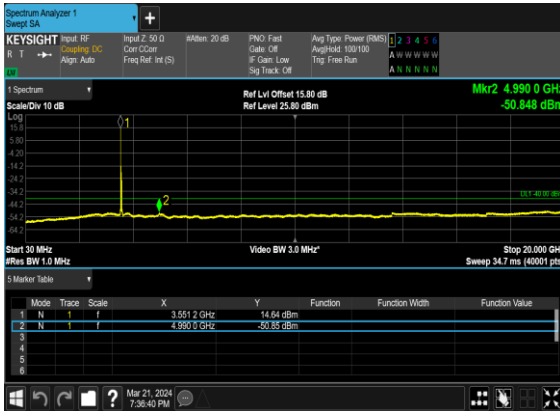 Spectrum Analyzer 1
Swept SA
+
KEYSIGHT
R T
Input: RF
Coupling: DC
Align: Auto
Input Z: 50 Ω
Corr CCorr
Freq Ref: Int (S)
#Atten: 20 dB
PNO: Fast
Gate: Off
IF Gain: Low
Sig Track: Off
Avg Type: Power (RMS)
Avg|Hold: 100/100
Trig: Free Run
1 2 3 4 5 6
A W W W W W
A N N N N N
1 Spectrum
Scale/Div 10 dB
Ref Lvl Offset 15.80 dB
Ref Level 25.80 dBm
Mkr2 4.990 0 GHz
-50.848 dBm
Log
15.8
5.80
-4.20
-14.2
-24.2
-34.2
-44.2
-54.2
-64.2
1
2
DL1 -40.00 dBm
Start 30 MHz
#Res BW 1.0 MHz
Video BW 3.0 MHz*
Stop 20.000 GHz
Sweep 34.7 ms (40001 pts)
5 Marker Table
Mode Trace Scale X Y Function Function Width Function Value
1 N 1 f 3.551 2 GHz 14.64 dBm
2 N 1 f 4.990 0 GHz -50.85 dBm
3
4
5
6
?
Mar 21, 2024
7:36:40 PM